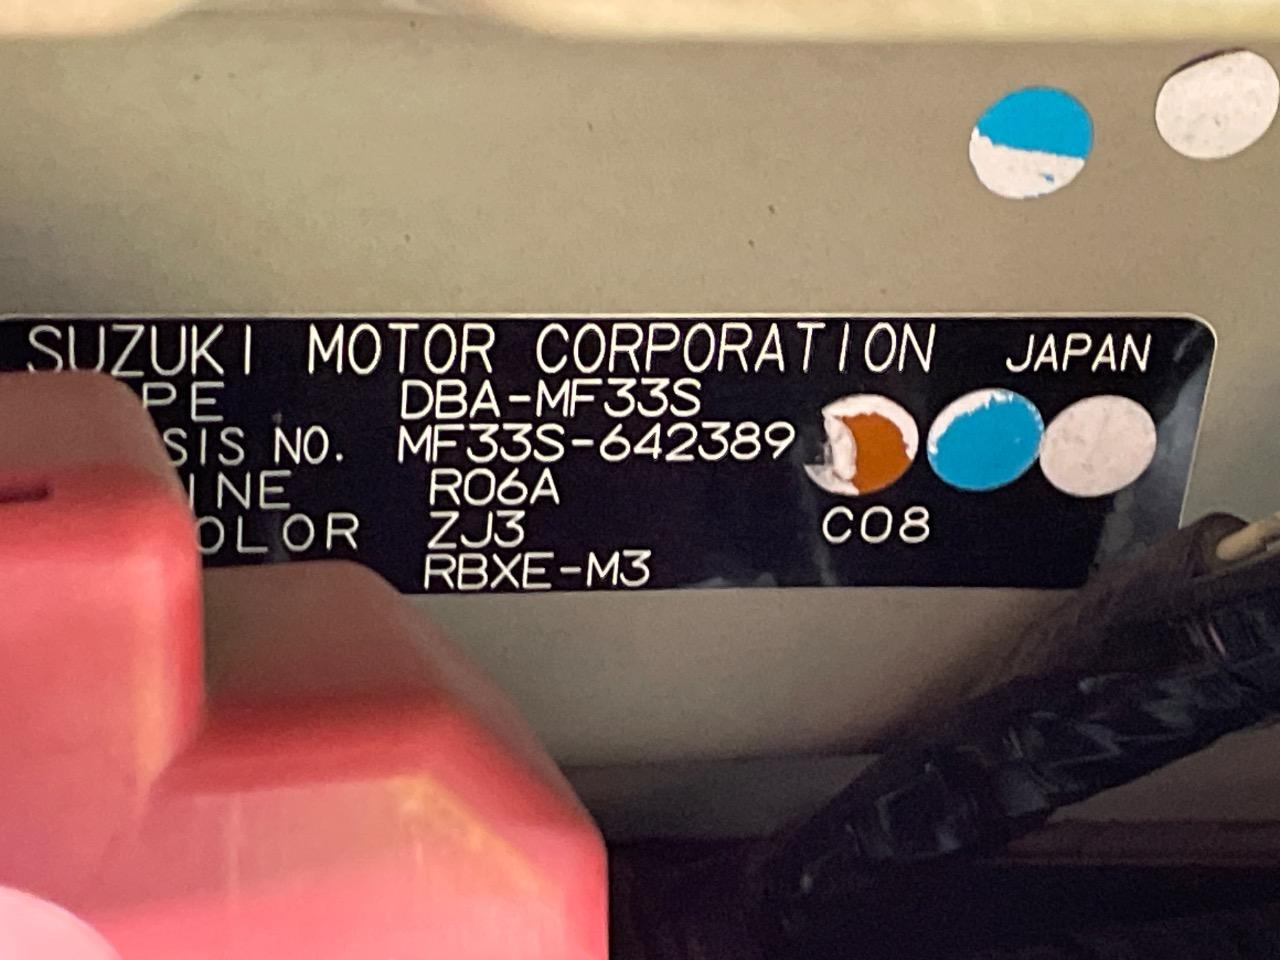 SUZUKI MOTOR CORPORATION JAPAN
PE DBA-MF33S
SIS NO. MF33S-642389
INE R06A
OLOR ZJ3 C08
RBXE-M3